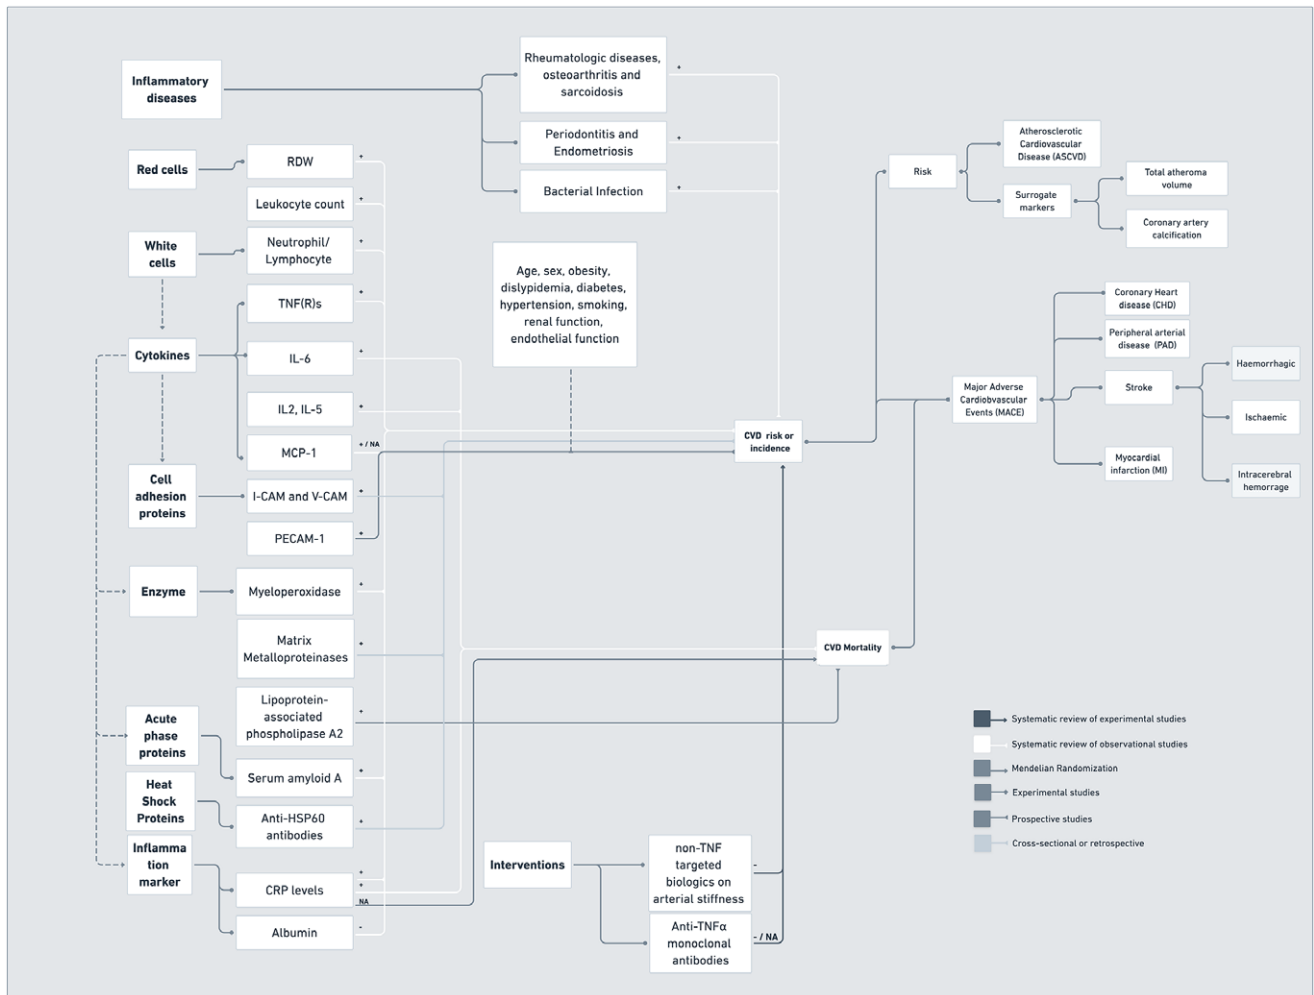 Inflammatory
diseases
Rheumatologic diseases,
osteoarthritis and
sarcoidosis
+
Periodontitis and
Endometriosis
+
Bacterial Infection
+
Red cells
RDW
+
Leukocyte count
+
White
cells
Neutrophil/
Lymphocyte
+
TNF(R)s
+
Cytokines
IL-6
+
IL2, IL-5
+
MCP-1
+ / NA
Cell
adhesion
proteins
I-CAM and V-CAM
+
PECAM-1
+
Enzyme
Myeloperoxidase
+
Matrix
Metalloproteinases
+
Lipoprotein-
associated
phospholipase A2
+
Acute
phase
proteins
Serum amyloid A
+
Heat
Shock
Proteins
Anti-HSP60
antibodies
+
Inflamma
tion
marker
CRP levels
+
+
NA
Albumin
-
Age, sex, obesity,
dislypidemia, diabetes,
hypertension, smoking,
renal function,
endothelial function
Interventions
non-TNF
targeted
biologics on
arterial stiffness
-
Anti-TNFα
monoclonal
antibodies
- / NA
CVD risk or
incidence
CVD Mortality
Risk
Atherosclerotic
Cardiovascular
Disease (ASCVD)
Surrogate
markers
Total atheroma
volume
Coronary artery
calcification
Major Adverse
Cardiobvascular
Events (MACE)
Coronary Heart
disease (CHD)
Peripheral arterial
disease (PAD)
Stroke
Myocardial
infarction (MI)
Haemorrhagic
Ischaemic
Intracerebral
hemorrage
Systematic review of experimental studies
Systematic review of observational studies
Mendelian Randomization
Experimental studies
Prospective studies
Cross-sectional or retrospective